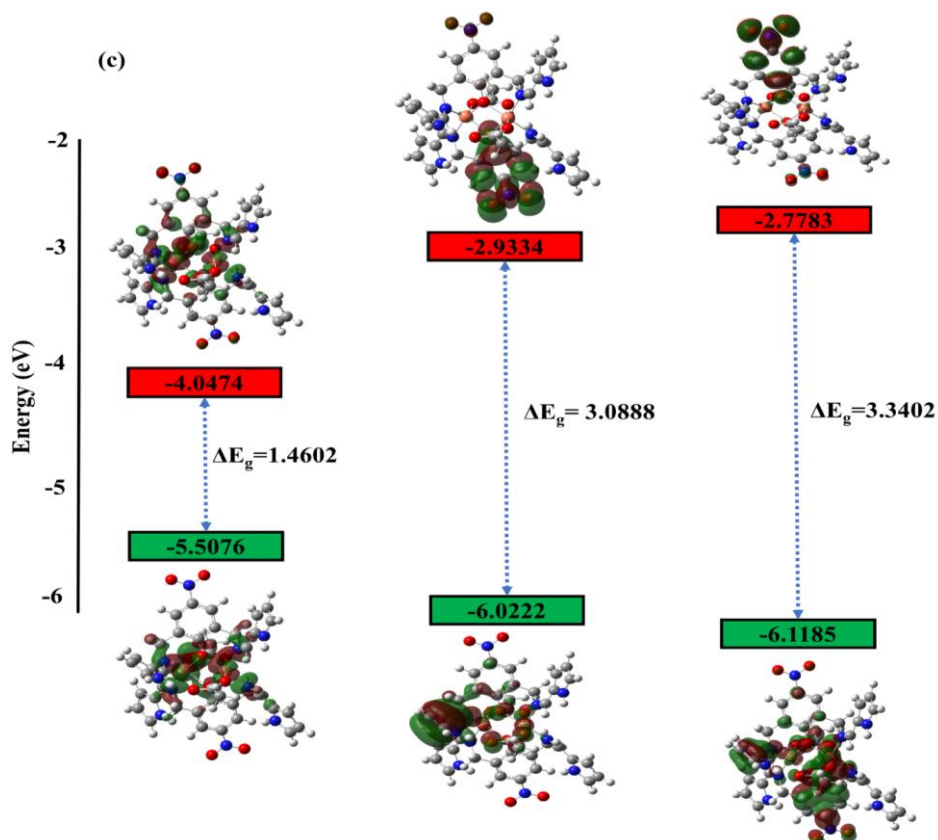 (c)
Energy (eV)
-2
-3
-4
-5
-6
-4.0474
ΔEg=1.4602
-5.5076
-2.9334
ΔEg= 3.0888
-6.0222
-2.7783
ΔEg=3.3402
-6.1185